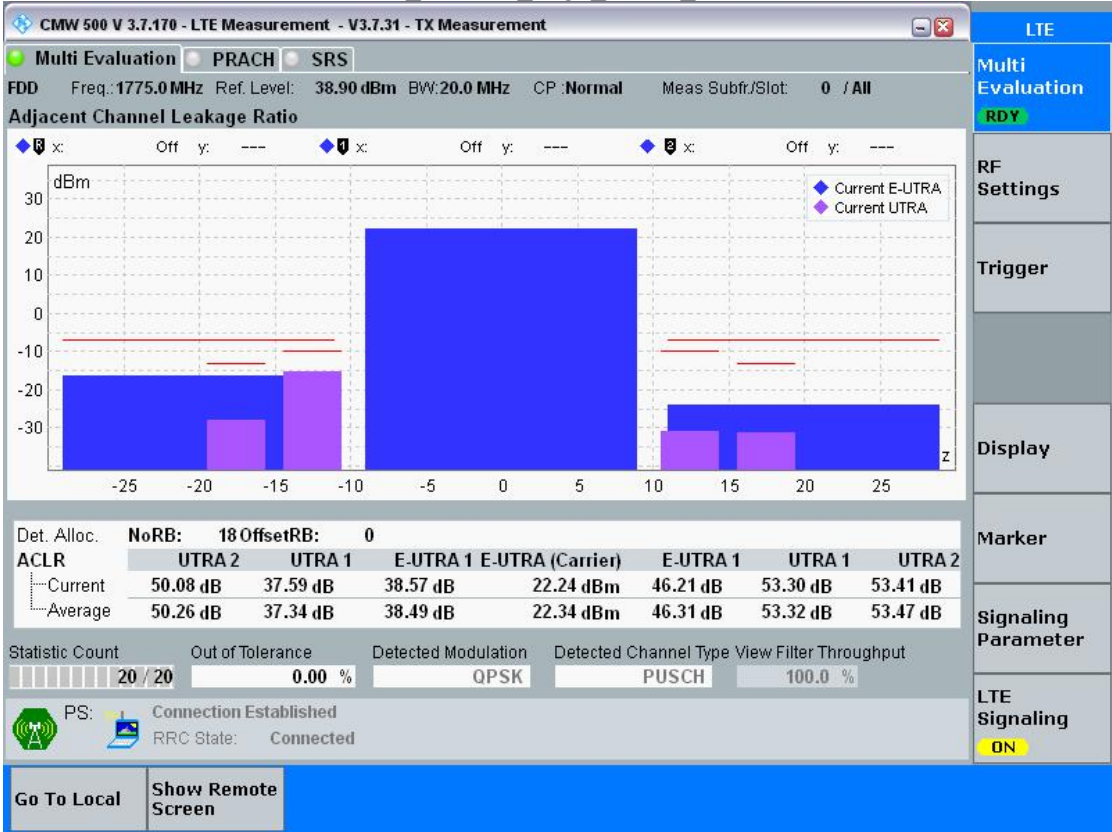 CMW 500 V 3.7.170 - LTE Measurement - V3.7.31 - TX Measurement
LTE
Multi Evaluation PRACH SRS
Multi Evaluation
RDY
FDD Freq.:1775.0 MHz Ref. Level: 38.90 dBm BW:20.0 MHz CP :Normal Meas Subfr./Slot: 0 / All
Adjacent Channel Leakage Ratio
R x: Off y: --- 1 x: Off y: --- 2 x: Off y: ---
dBm
Current E-UTRA
Current UTRA
30
20
10
0
-10
-20
-30
z
-25 -20 -15 -10 -5 0 5 10 15 20 25
RF
Settings
Trigger
Display
Marker
Signaling
Parameter
LTE
Signaling
ON
Det. Alloc. NoRB: 18 OffsetRB: 0
ACLR UTRA 2 UTRA 1 E-UTRA 1 E-UTRA (Carrier) E-UTRA 1 UTRA 1 UTRA 2
Current 50.08 dB 37.59 dB 38.57 dB 22.24 dBm 46.21 dB 53.30 dB 53.41 dB
Average 50.26 dB 37.34 dB 38.49 dB 22.34 dBm 46.31 dB 53.32 dB 53.47 dB
Statistic Count Out of Tolerance Detected Modulation Detected Channel Type View Filter Throughput
20 / 20 0.00 % QPSK PUSCH 100.0 %
PS: Connection Established
RRC State: Connected
Go To Local
Show Remote
Screen